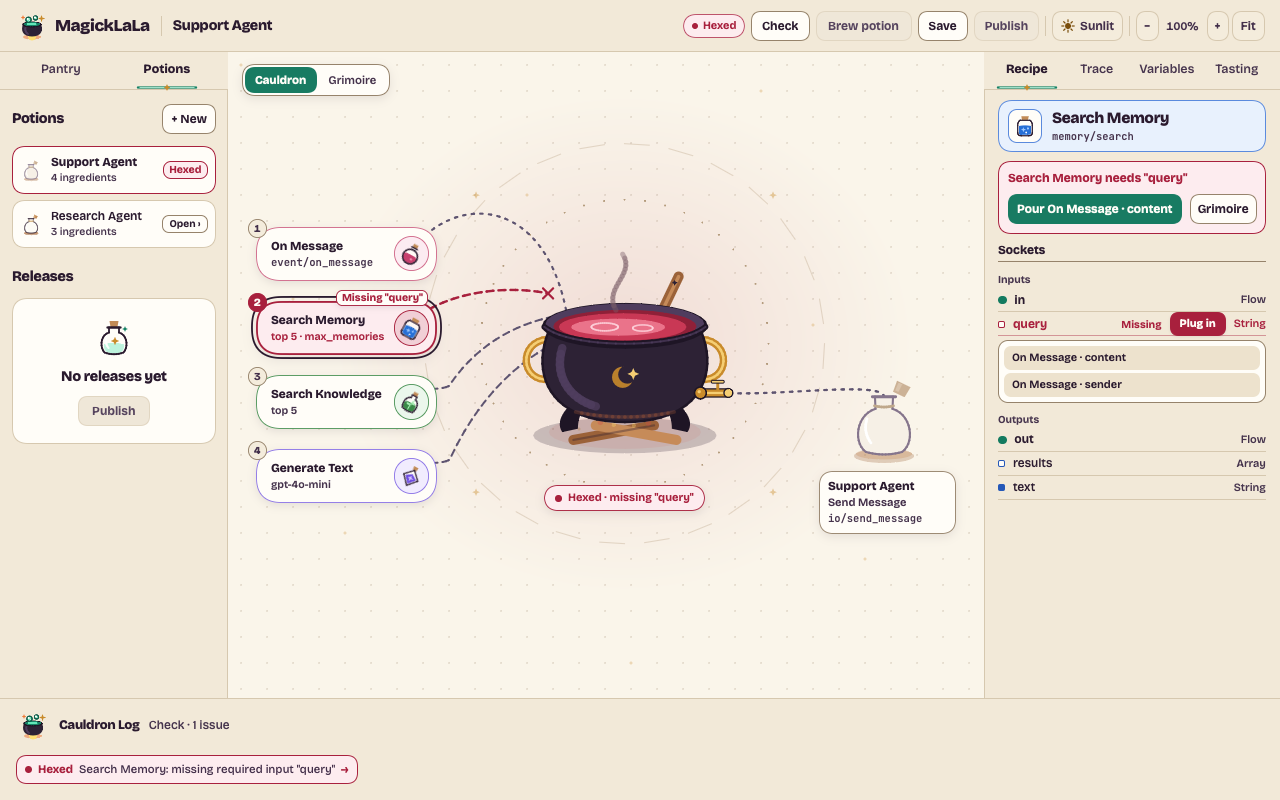 MagickLaLa
Support Agent
Hexed
Check
Brew potion
Save
Publish
Sunlit
−
100%
+
Fit
Pantry
Potions
Potions
+ New
Support Agent
4 ingredients
Hexed
Research Agent
3 ingredients
Open ›
Releases
No releases yet
Publish
Cauldron
Grimoire
1
On Message
event/on_message
2
Missing "query"
Search Memory
top 5 · max_memories
3
Search Knowledge
top 5
4
Generate Text
gpt-4o-mini
Hexed · missing "query"
Support Agent
Send Message
io/send_message
Recipe
Trace
Variables
Tasting
Search Memory
memory/search
Search Memory needs "query"
Pour On Message · content
Grimoire
Sockets
Inputs
in
Flow
query
Missing
Plug in
String
On Message · content
On Message · sender
Outputs
out
Flow
results
Array
text
String
Cauldron Log
Check · 1 issue
Hexed
Search Memory: missing required input "query" →